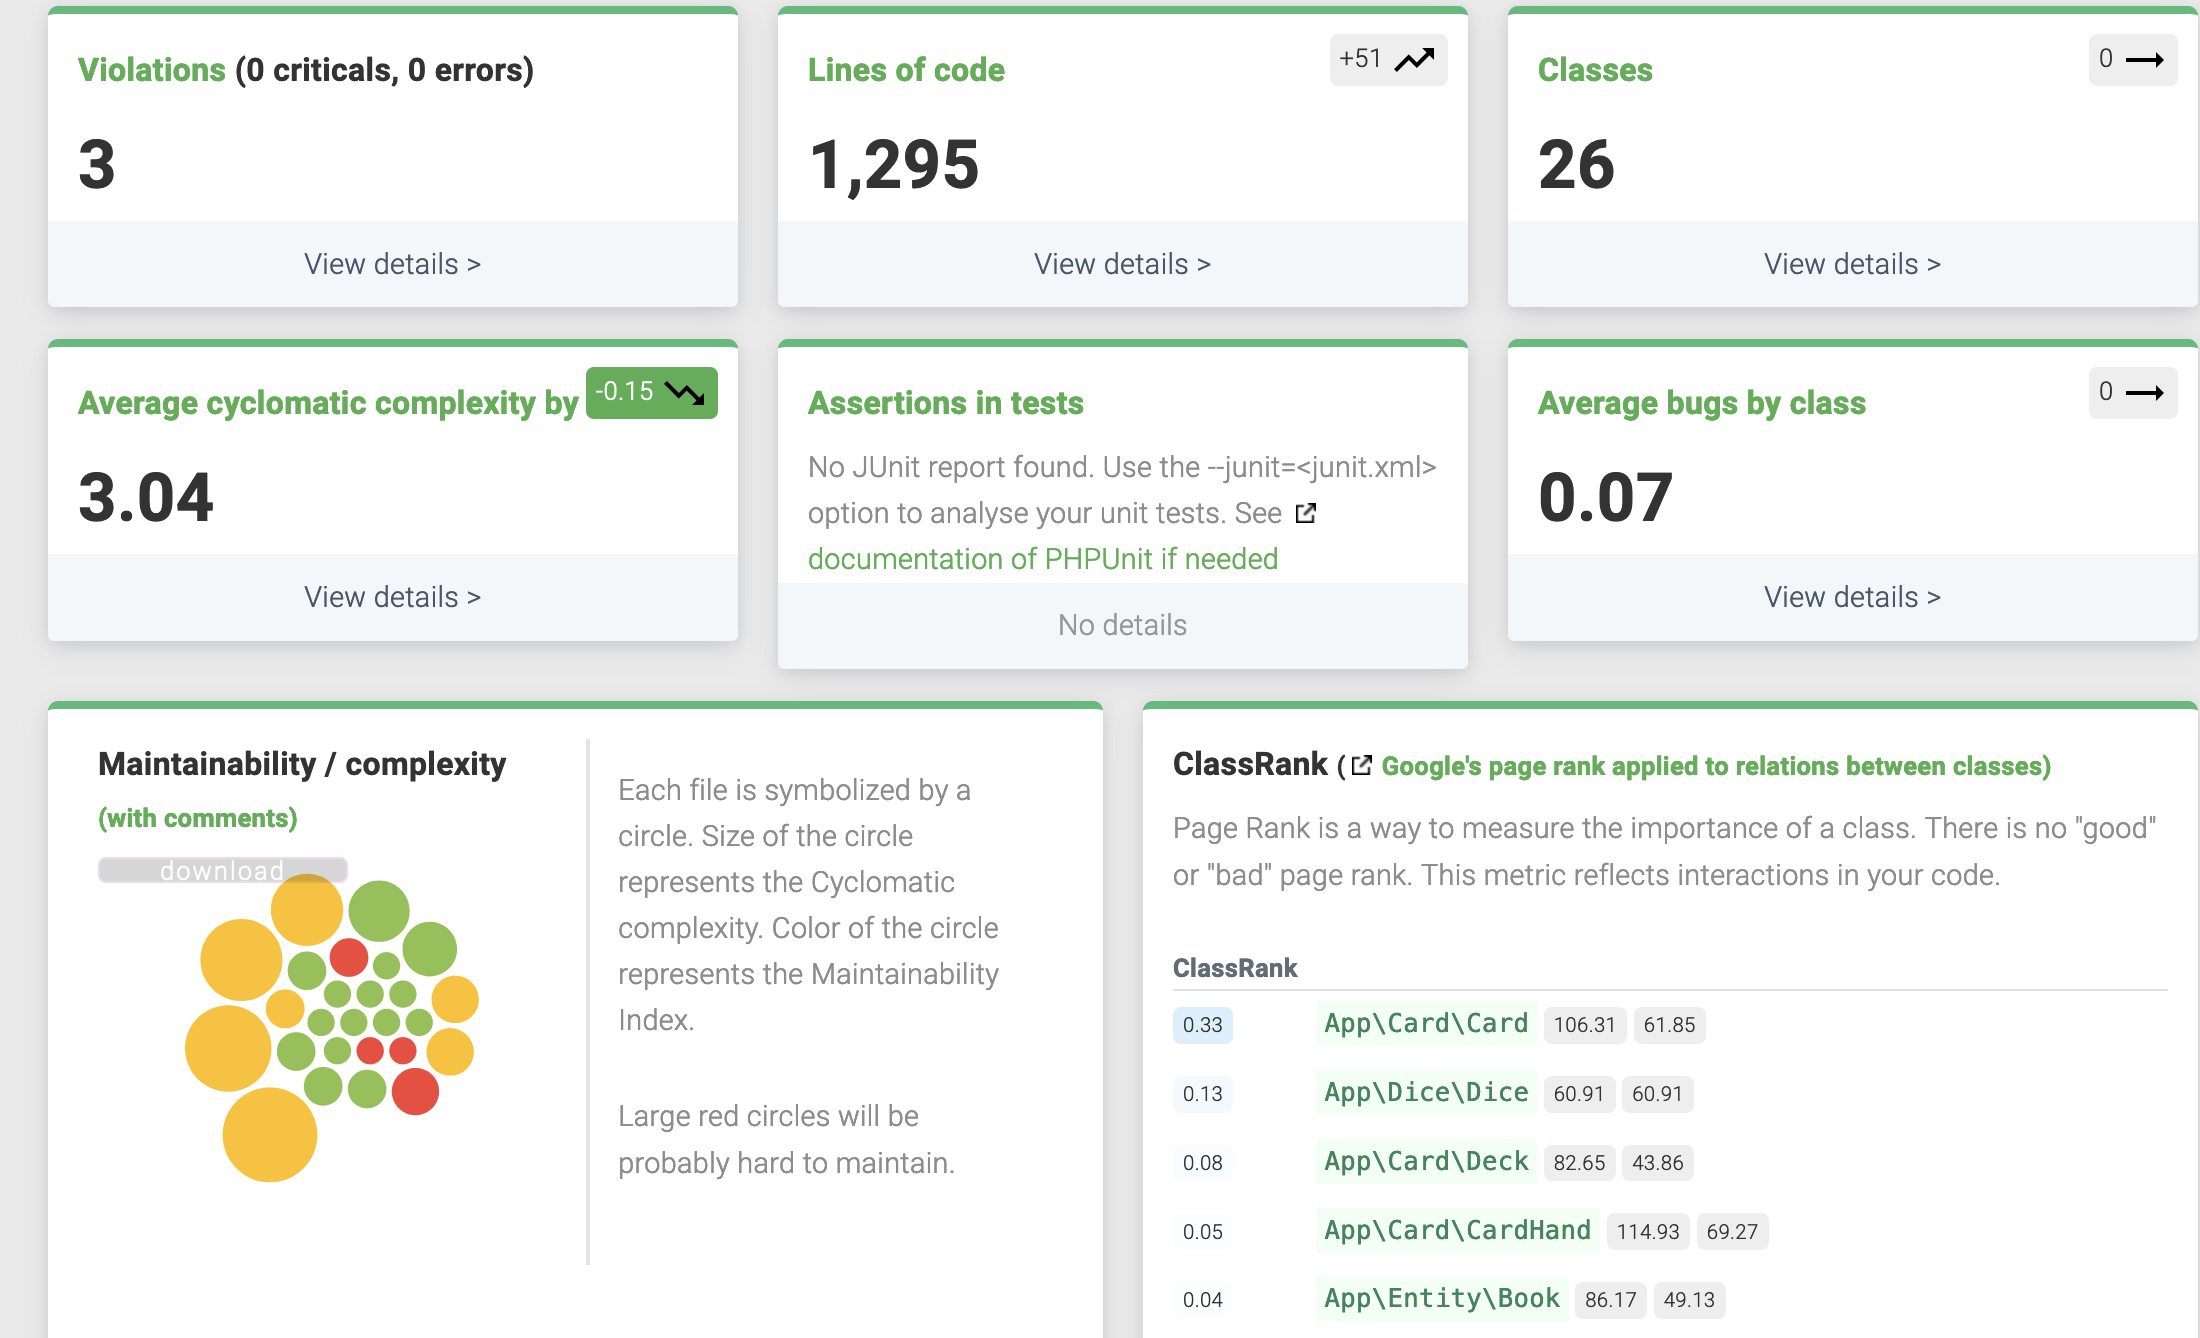 Violations (0 criticals, 0 errors)
3
View details >
Lines of code
+51
1,295
View details >
Classes
0
26
View details >
Average cyclomatic complexity by
-0.15
3.04
View details >
Assertions in tests
No JUnit report found. Use the --junit=<junit.xml>
option to analyse your unit tests. See
documentation of PHPUnit if needed
No details
Average bugs by class
0
0.07
View details >
Maintainability / complexity
(with comments)
download
Each file is symbolized by a
circle. Size of the circle
represents the Cyclomatic
complexity. Color of the circle
represents the Maintainability
Index.
Large red circles will be
probably hard to maintain.
ClassRank ( Google's page rank applied to relations between classes)
Page Rank is a way to measure the importance of a class. There is no "good"
or "bad" page rank. This metric reflects interactions in your code.
ClassRank
0.33 App\Card\Card 106.31 61.85
0.13 App\Dice\Dice 60.91 60.91
0.08 App\Card\Deck 82.65 43.86
0.05 App\Card\CardHand 114.93 69.27
0.04 App\Entity\Book 86.17 49.13